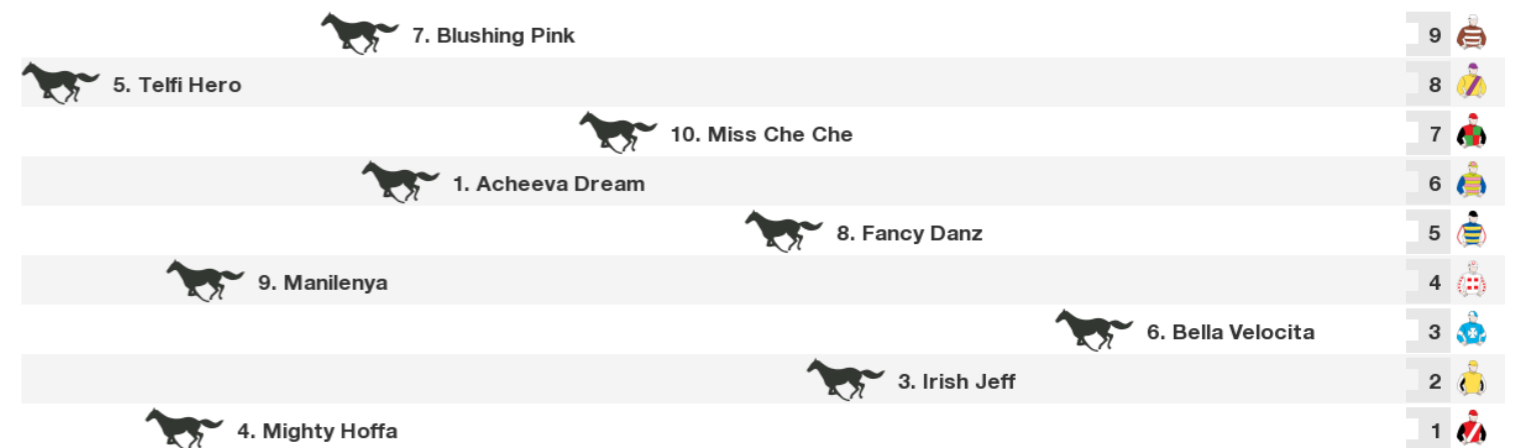 7. Blushing Pink 9
5. Telfi Hero 8
10. Miss Che Che 7
1. Acheeva Dream 6
8. Fancy Danz 5
9. Manilenya 4
6. Bella Velocita 3
3. Irish Jeff 2
4. Mighty Hoffa 1